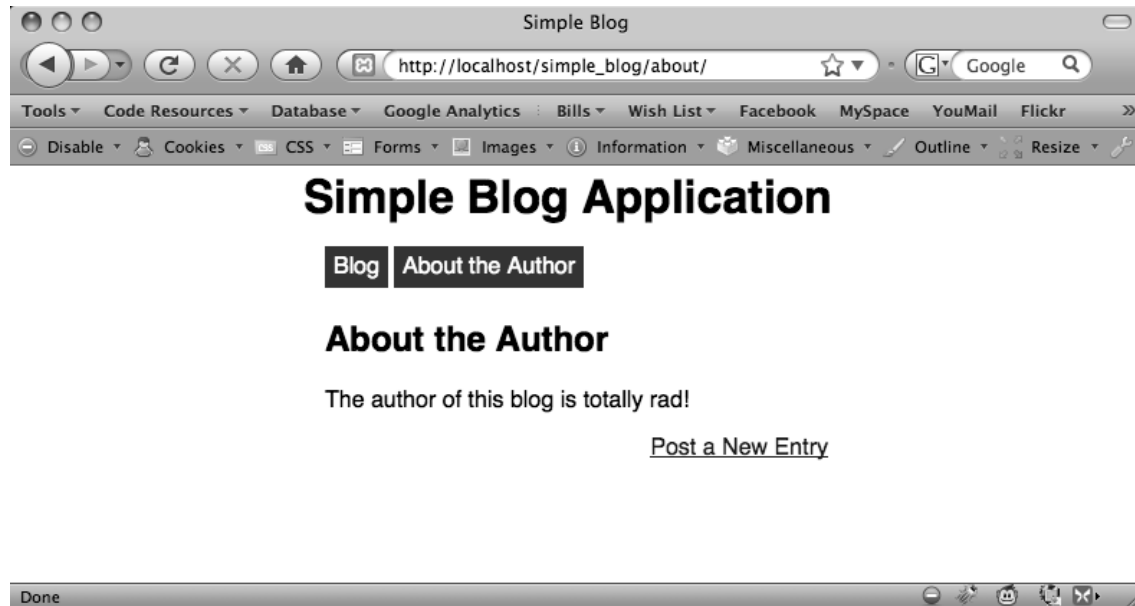 Simple Blog
http://localhost/simple_blog/about/
G Google
Tools Code Resources Database Google Analytics Bills Wish List Facebook MySpace YouMail Flickr »
Disable Cookies CSS Forms Images Information Miscellaneous Outline Resize
Simple Blog Application
Blog About the Author
About the Author
The author of this blog is totally rad!
Post a New Entry
Done